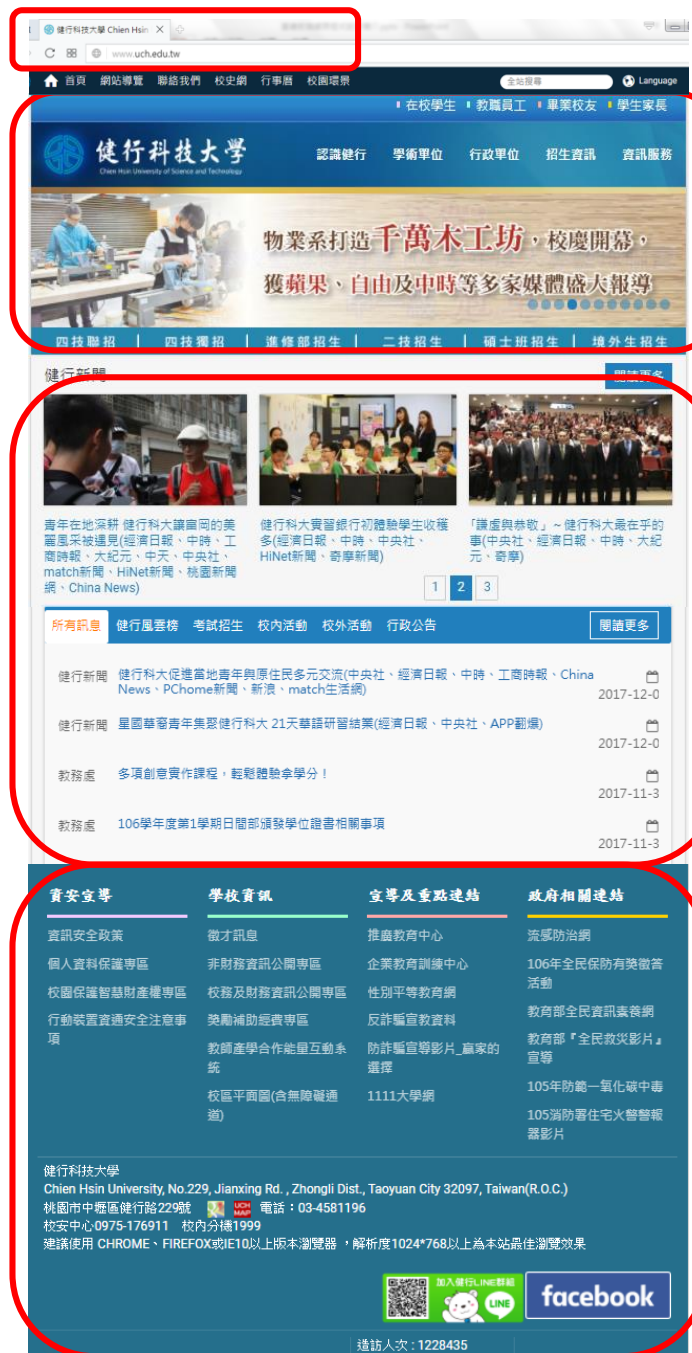 健行科技大學 Chien Hsin
www.uch.edu.tw
首頁 網站導覽 聯絡我們 校史網 行事曆 校園環景 全站搜尋 Language
在校學生 教職員工 畢業校友 學生家長
健行科技大學
Chien Hsin University of Science and Technology
認識健行 學術單位 行政單位 招生資訊 資訊服務
物業系打造千萬木工坊,校慶開幕,
獲蘋果、自由及中時等多家媒體盛大報導
四技聯招 四技獨招 進修部招生 二技招生 碩士班招生 境外生招生
健行新聞 閱讀更多
青年在地深耕 健行科大讓富岡的美
麗風采被遇見(經濟日報、中時、工
商時報、大紀元、中天、中央社、
match新聞、HiNet新聞、桃園新聞
網、China News)
健行科大實習銀行初體驗學生收穫
多(經濟日報、中時、中央社、
HiNet新聞、奇摩新聞)
「謙虛與恭敬」~健行科大最在乎的
事(中央社、經濟日報、中時、大紀
元、奇摩)
1 2 3
所有訊息 健行風雲榜 考試招生 校內活動 校外活動 行政公告 閱讀更多
健行新聞 健行科大促進當地青年與原住民多元交流(中央社、經濟日報、中時、工商時報、China
News、PChome新聞、新浪、match生活網)
2017-12-0
健行新聞 星國華裔青年集聚健行科大 21天華語研習結業(經濟日報、中央社、APP翻爆)
2017-12-0
教務處 多項創意實作課程,輕鬆體驗拿學分!
2017-11-3
教務處 106學年度第1學期日間部頒發學位證書相關事項
2017-11-3
資安宣導
資訊安全政策
個人資料保護專區
校園保護智慧財產權專區
行動裝置資通安全注意事
項
學校資訊
徵才訊息
非財務資訊公開專區
校務及財務資訊公開專區
獎勵補助經費專區
教師產學合作能量互動系
統
校區平面圖(含無障礙通
道)
宣導及重點連結
推廣教育中心
企業教育訓練中心
性別平等教育網
反詐騙宣教資料
防詐騙宣導影片_贏家的
選擇
1111大學網
政府相關連結
流感防治網
106年全民保防有獎徵答
活動
教育部全民資訊素養網
教育部『全民救災影片』
宣導
105年防範一氧化碳中毒
105消防署住宅火警警報
器影片
健行科技大學
Chien Hsin University, No.229, Jianxing Rd. , Zhongli Dist., Taoyuan City 32097, Taiwan(R.O.C.)
桃園市中壢區健行路229號 UCH MAP 電話:03-4581196
校安中心0975-176911 校內分機1999
建議使用 CHROME、FIREFOX或IE10以上版本瀏覽器 ,解析度1024*768以上為本站最佳瀏覽效果
加入健行LINE群組
LINE
facebook
造訪人次 : 1228435